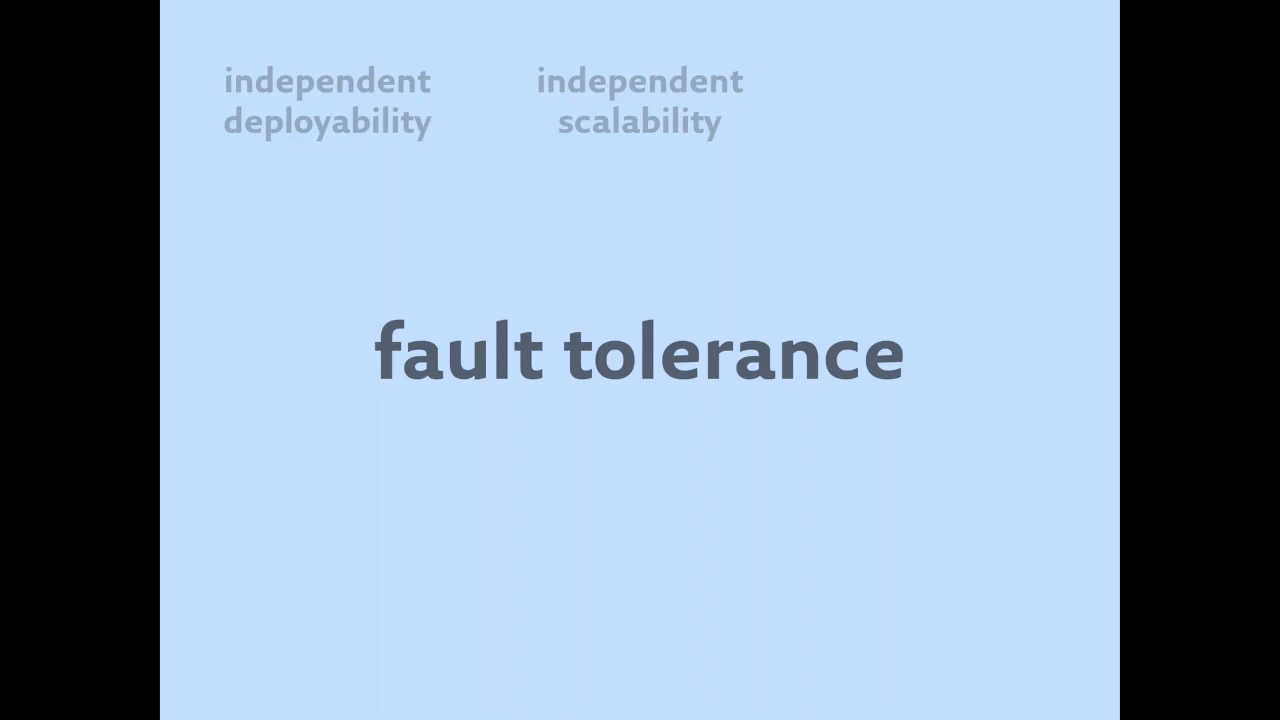 independent
deployability
independent
scalability
fault tolerance